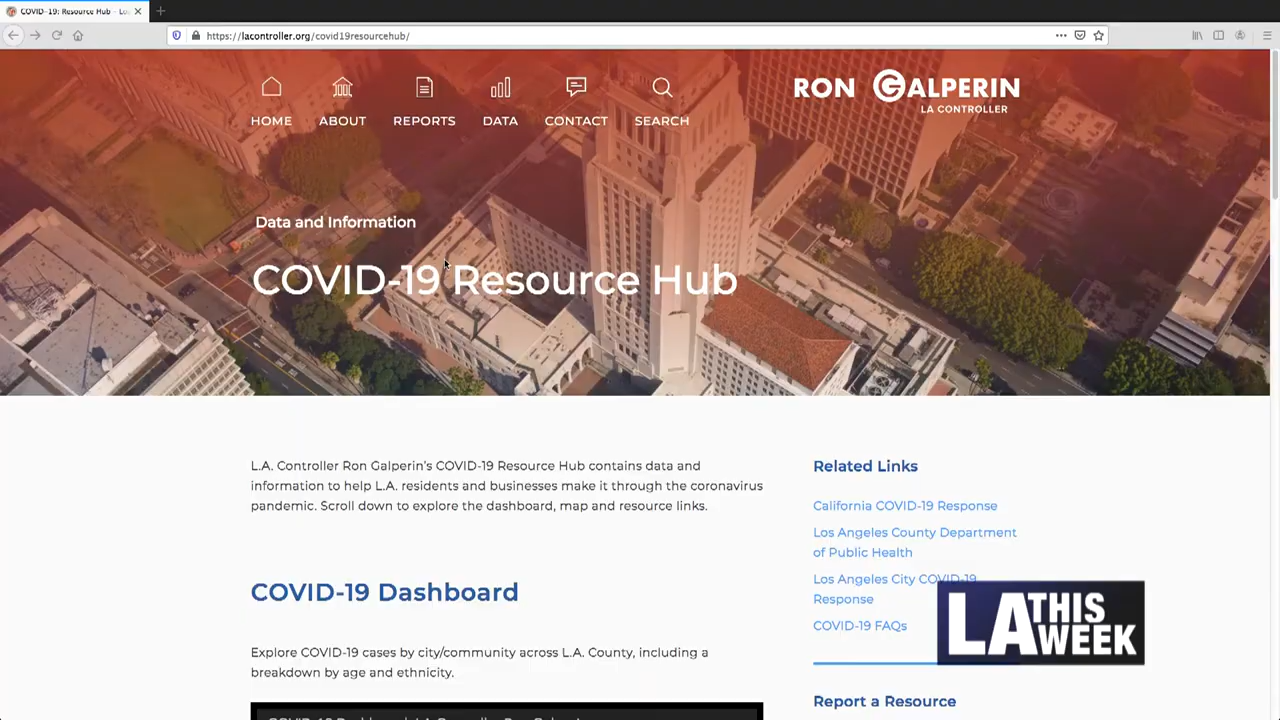 COVID-19: Resource Hub - Lo
https://lacontroller.org/covid19resourcehub/
HOME
ABOUT
REPORTS
DATA
CONTACT
SEARCH
RON GALPERIN
LA CONTROLLER
Data and Information
COVID-19 Resource Hub
L.A. Controller Ron Galperin's COVID-19 Resource Hub contains data and
information to help L.A. residents and businesses make it through the coronavirus
pandemic. Scroll down to explore the dashboard, map and resource links.
COVID-19 Dashboard
Explore COVID-19 cases by city/community across L.A. County, including a
breakdown by age and ethnicity.
Related Links
California COVID-19 Response
Los Angeles County Department
of Public Health
Los Angeles City COVID-19
Response
COVID-19 FAQs
Report a Resource
LA THIS
WEEK